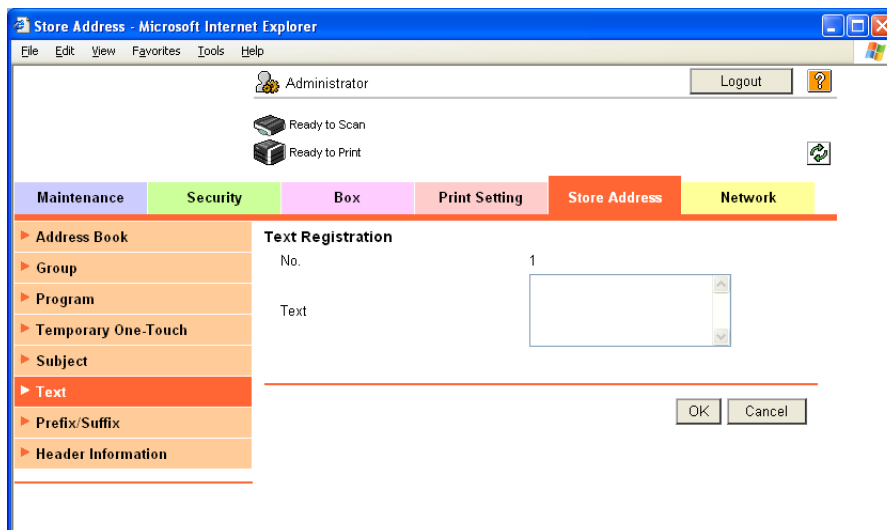 Store Address - Microsoft Internet Explorer
File Edit View Favorites Tools Help
Administrator Logout ?
Ready to Scan
Ready to Print
Maintenance Security Box Print Setting Store Address Network
Address Book
Group
Program
Temporary One-Touch
Subject
Text
Prefix/Suffix
Header Information
Text Registration
No. 1
Text
OK Cancel